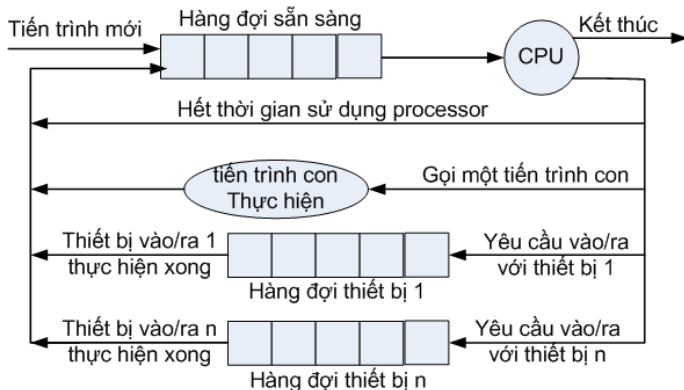 Tiến trình mới
Hàng đợi sẵn sàng
Kết thúc
CPU
Hết thời gian sử dụng processor
tiến trình con
Thực hiện
Gọi một tiến trình con
Thiết bị vào/ra 1
thực hiện xong
Hàng đợi thiết bị 1
Yêu cầu vào/ra
với thiết bị 1
Thiết bị vào/ra n
thực hiện xong
Hàng đợi thiết bị n
Yêu cầu vào/ra
với thiết bị n